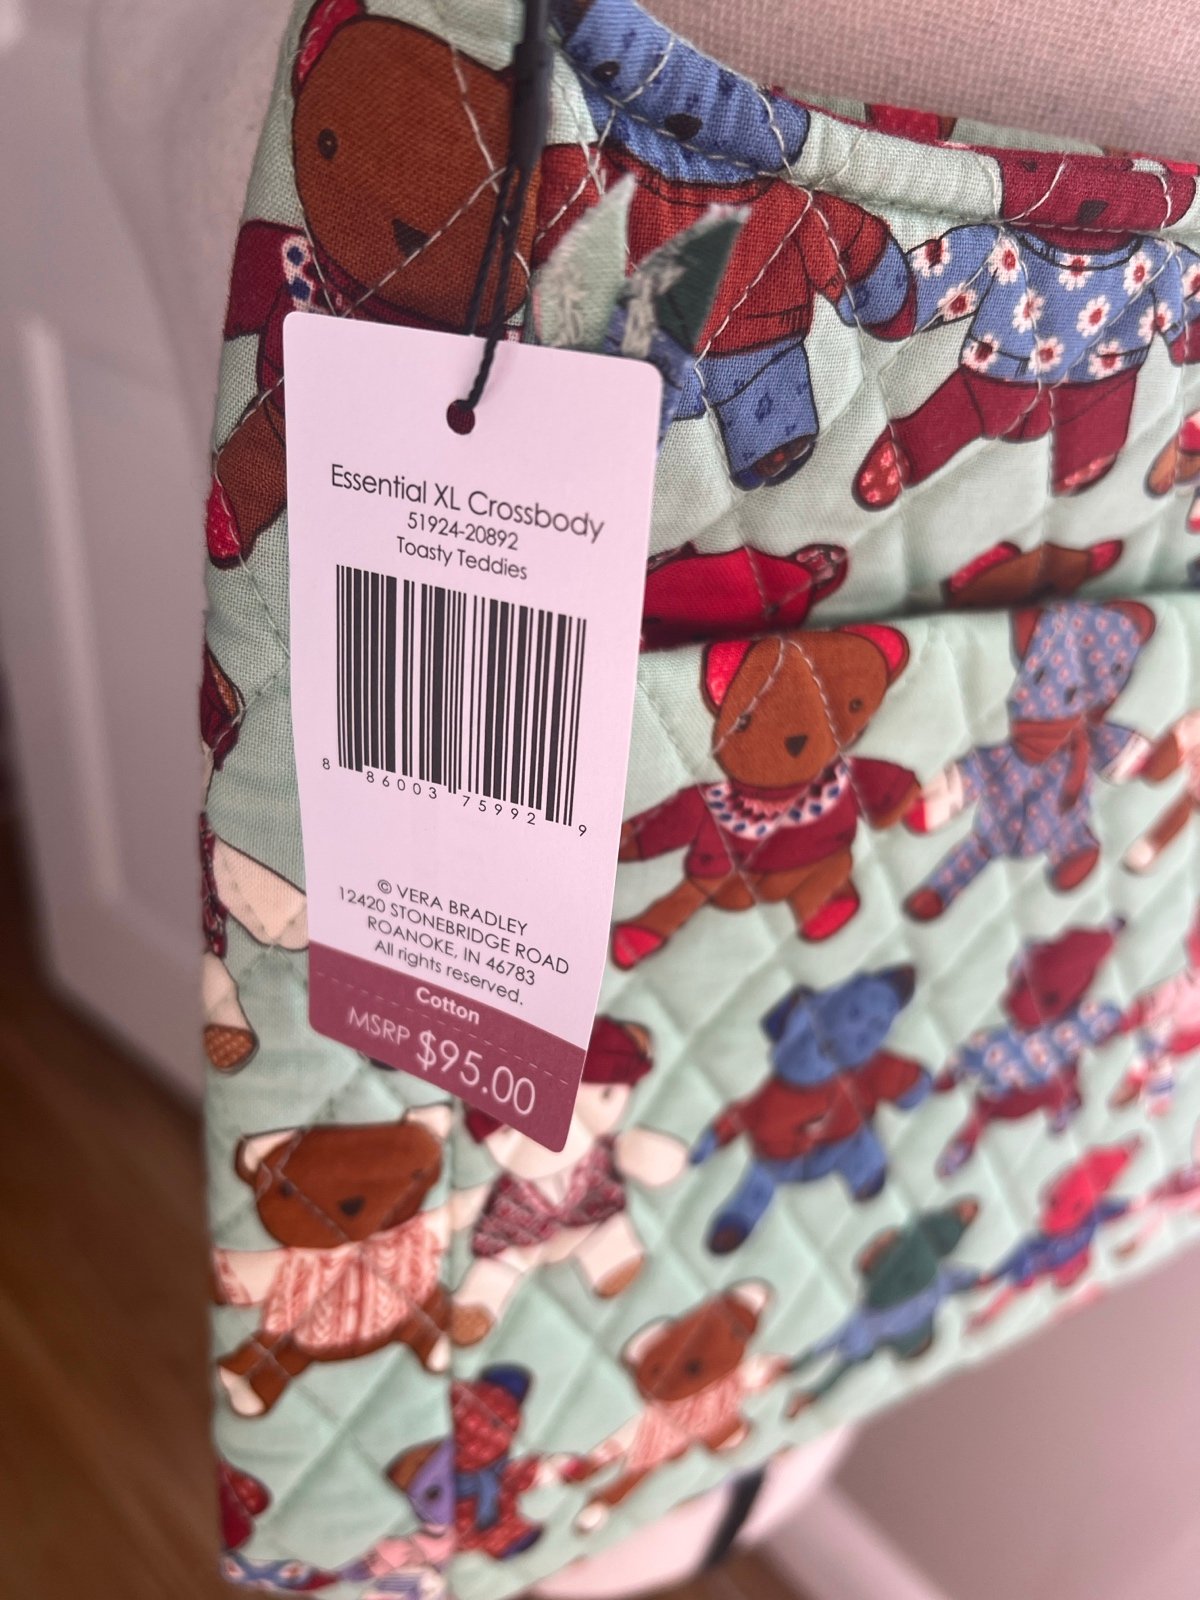 Essential XL Crossbody
51924-20892
Toasty Teddies
8 86003 75992 9
© VERA BRADLEY
12420 STONEBRIDGE ROAD
ROANOKE, IN 46783
All rights reserved.
Cotton
MSRP $95.00